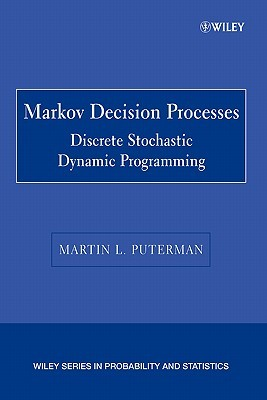 WILEY
Markov Decision Processes
Discrete Stochastic
Dynamic Programming
MARTIN L. PUTERMAN
WILEY SERIES IN PROBABILITY AND STATISTICS